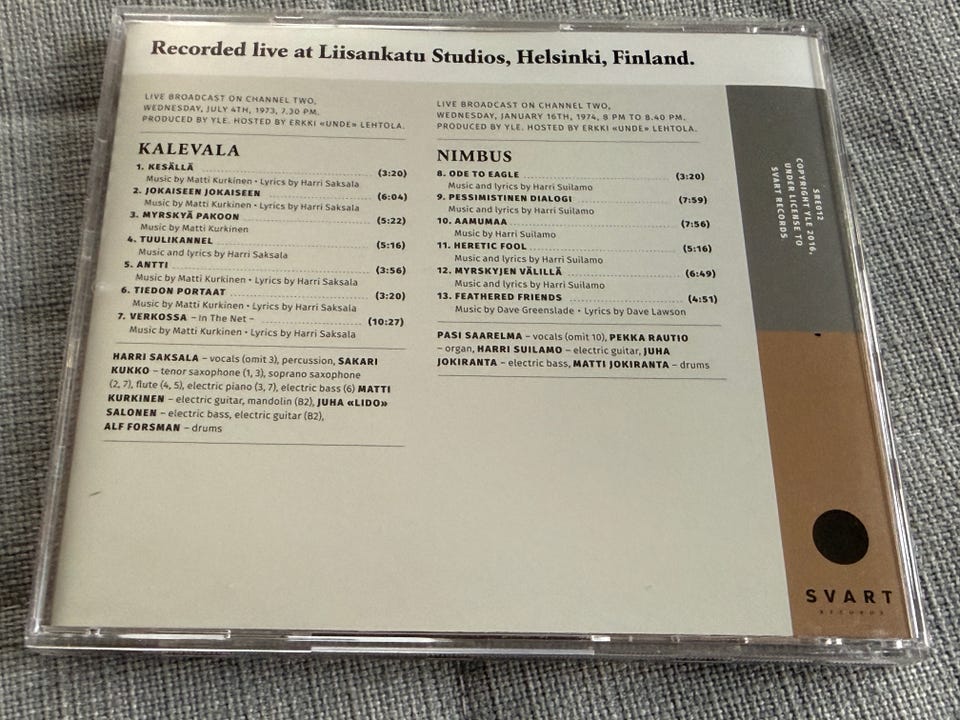 Recorded live at Liisankatu Studios, Helsinki, Finland.
LIVE BROADCAST ON CHANNEL TWO,
WEDNESDAY, JULY 4TH, 1973, 7.30 PM.
PRODUCED BY YLE. HOSTED BY ERKKI «UNDE» LEHTOLA.
KALEVALA
1. KESÄLLÄ (3:20)
Music by Matti Kurkinen • Lyrics by Harri Saksala
2. JOKAISEEN JOKAISEEN (6:04)
Music by Matti Kurkinen • Lyrics by Harri Saksala
3. MYRSKYÄ PAKOON (5:22)
Music by Matti Kurkinen
4. TUULIKANNEL (5:16)
Music and lyrics by Harri Saksala
5. ANTTI (3:56)
Music by Matti Kurkinen • Lyrics by Harri Saksala
6. TIEDON PORTAAT (3:20)
Music by Matti Kurkinen • Lyrics by Harri Saksala
7. VERKOSSA – In The Net – (10:27)
Music by Matti Kurkinen • Lyrics by Harri Saksala
HARRI SAKSALA – vocals (omit 3), percussion, SAKARI
KUKKO – tenor saxophone (1, 3), soprano saxophone
(2, 7), flute (4, 5), electric piano (3, 7), electric bass (6) MATTI
KURKINEN – electric guitar, mandolin (B2), JUHA «LIDO»
SALONEN – electric bass, electric guitar (B2),
ALF FORSMAN – drums
LIVE BROADCAST ON CHANNEL TWO,
WEDNESDAY, JANUARY 16TH, 1974, 8 PM TO 8.40 PM.
PRODUCED BY YLE. HOSTED BY ERKKI «UNDE» LEHTOLA.
NIMBUS
8. ODE TO EAGLE (3:20)
Music and lyrics by Harri Suilamo
9. PESSIMISTINEN DIALOGI (7:59)
Music and lyrics by Harri Suilamo
10. AAMUMAA (7:56)
Music by Harri Suilamo
11. HERETIC FOOL (5:16)
Music and lyrics by Harri Suilamo
12. MYRSKYJEN VÄLILLÄ (6:49)
Music and lyrics by Harri Suilamo
13. FEATHERED FRIENDS (4:51)
Music by Dave Greenslade • Lyrics by Dave Lawson
PASI SAARELMA – vocals (omit 10), PEKKA RAUTIO
– organ, HARRI SUILAMO – electric guitar, JUHA
JOKIRANTA – electric bass, MATTI JOKIRANTA – drums
SRE012
COPYRIGHT YLE 2016,
UNDER LICENSE TO
SVART RECORDS
SVART
RECORDS